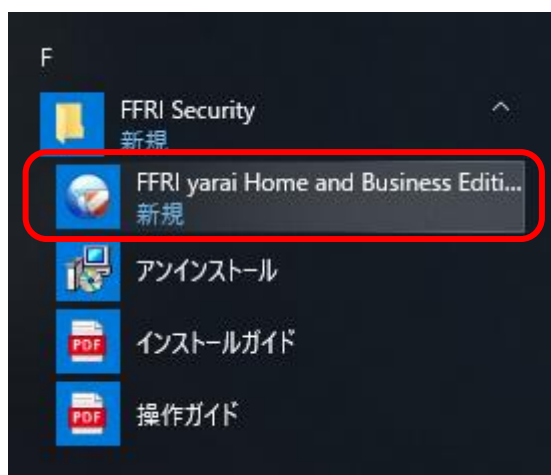 F
FFRI Security
新規
FFRI yarai Home and Business Editi...
新規
アンインストール
PDF
インストールガイド
PDF
操作ガイド